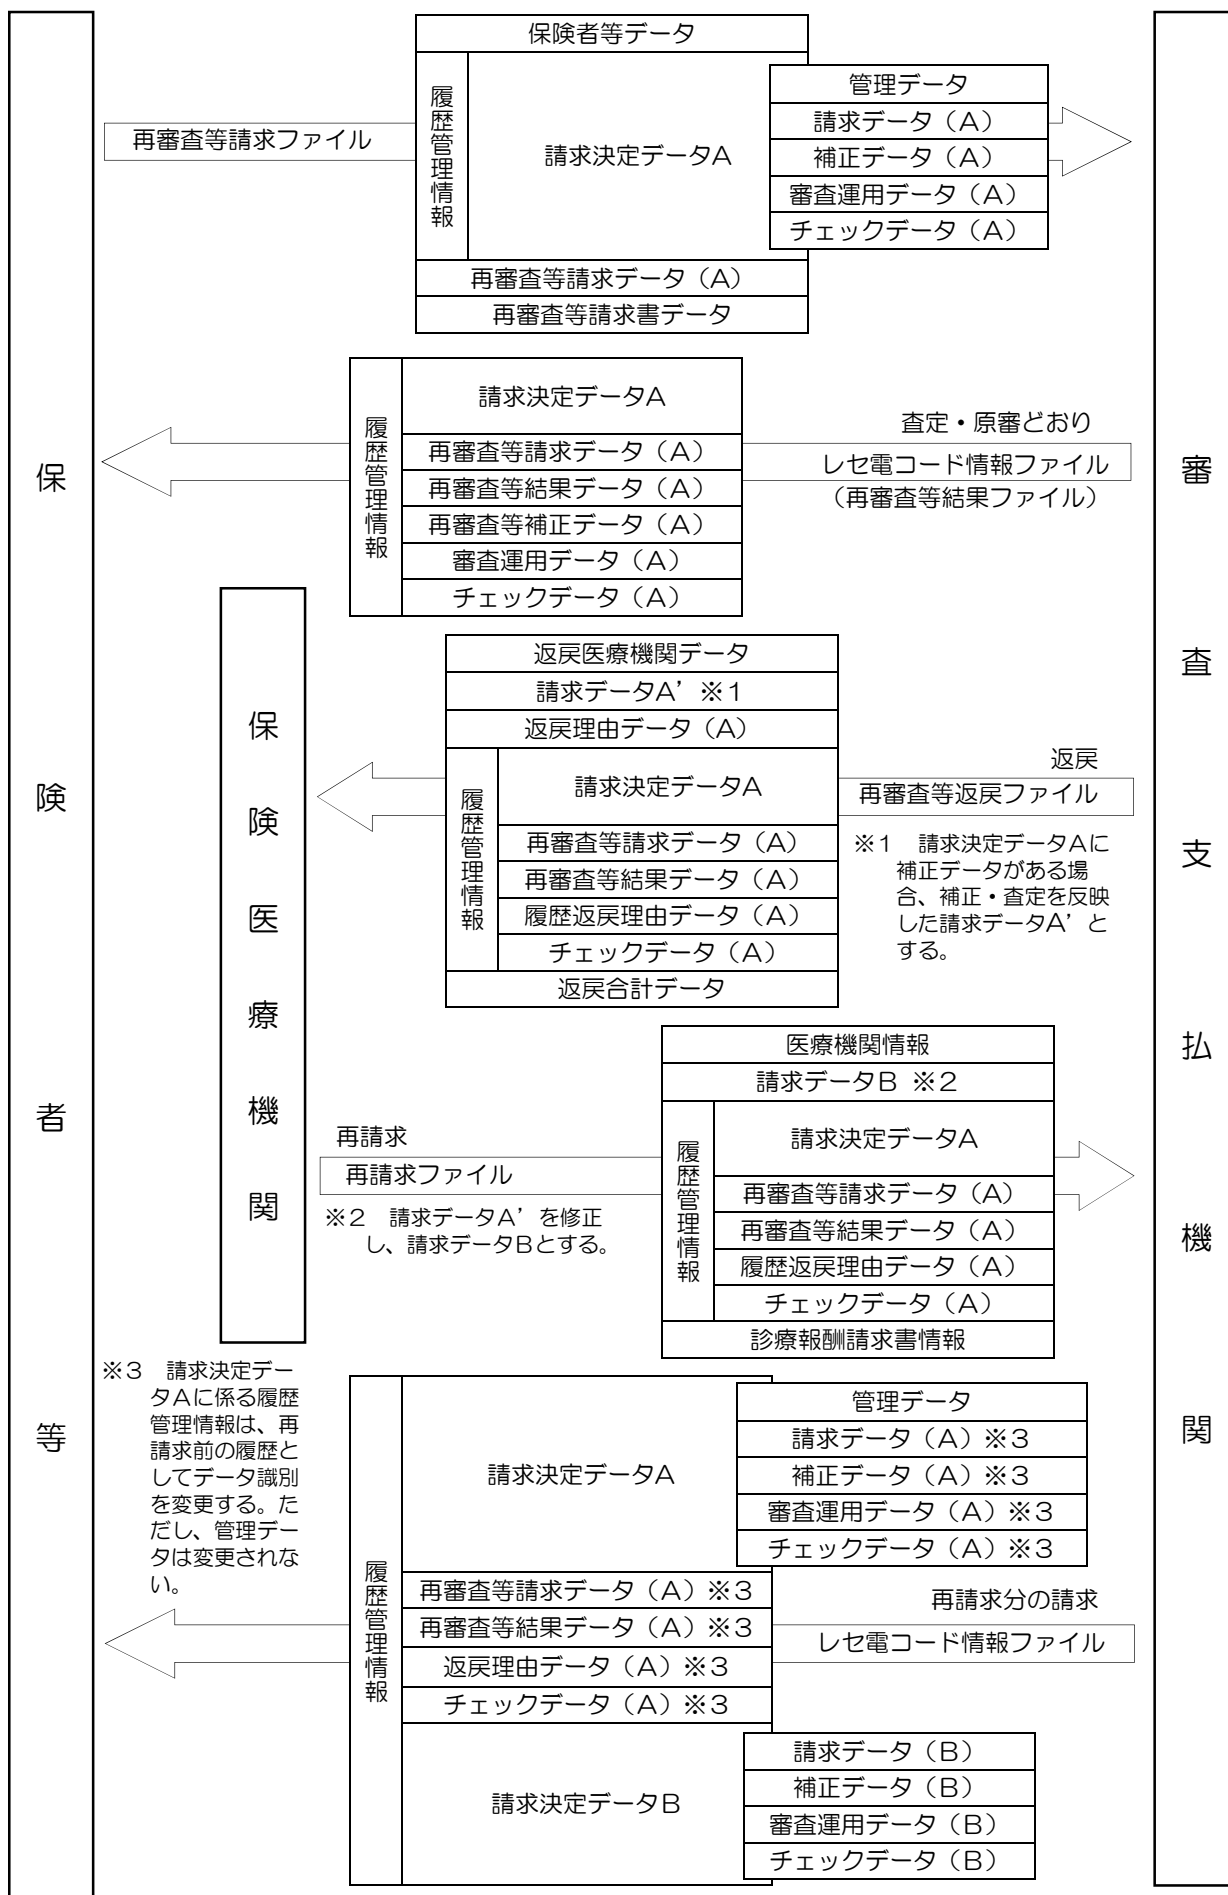 保険者等
審査支払機関
保険医療機関
保険者等データ
履歴管理情報
請求決定データA
管理データ
請求データ（A）
補正データ（A）
審査運用データ（A）
チェックデータ（A）
再審査等請求ファイル
再審査等請求データ（A）
再審査等請求書データ
履歴管理情報
請求決定データA
再審査等請求データ（A）
再審査等結果データ（A）
再審査等補正データ（A）
審査運用データ（A）
チェックデータ（A）
査定・原審どおり
レセ電コード情報ファイル
（再審査等結果ファイル）
返戻医療機関データ
請求データA’ ※1
返戻理由データ（A）
履歴管理情報
請求決定データA
再審査等請求データ（A）
再審査等結果データ（A）
履歴返戻理由データ（A）
チェックデータ（A）
返戻合計データ
返戻
再審査等返戻ファイル
※1　請求決定データAに
補正データがある場
合、補正・査定を反映
した請求データA’ と
する。
医療機関情報
請求データB ※2
履歴管理情報
請求決定データA
再審査等請求データ（A）
再審査等結果データ（A）
履歴返戻理由データ（A）
チェックデータ（A）
診療報酬請求書情報
再請求
再請求ファイル
※2　請求データA’ を修正
し、請求データBとする。
※3　請求決定デー
タAに係る履歴
管理情報は、再
請求前の履歴と
してデータ識別
を変更する。た
だし、管理デー
タは変更されな
い。
履歴管理情報
請求決定データA
管理データ
請求データ（A）※3
補正データ（A）※3
審査運用データ（A）※3
チェックデータ（A）※3
再審査等請求データ（A）※3
再審査等結果データ（A）※3
返戻理由データ（A）※3
チェックデータ（A）※3
再請求分の請求
レセ電コード情報ファイル
請求決定データB
請求データ（B）
補正データ（B）
審査運用データ（B）
チェックデータ（B）